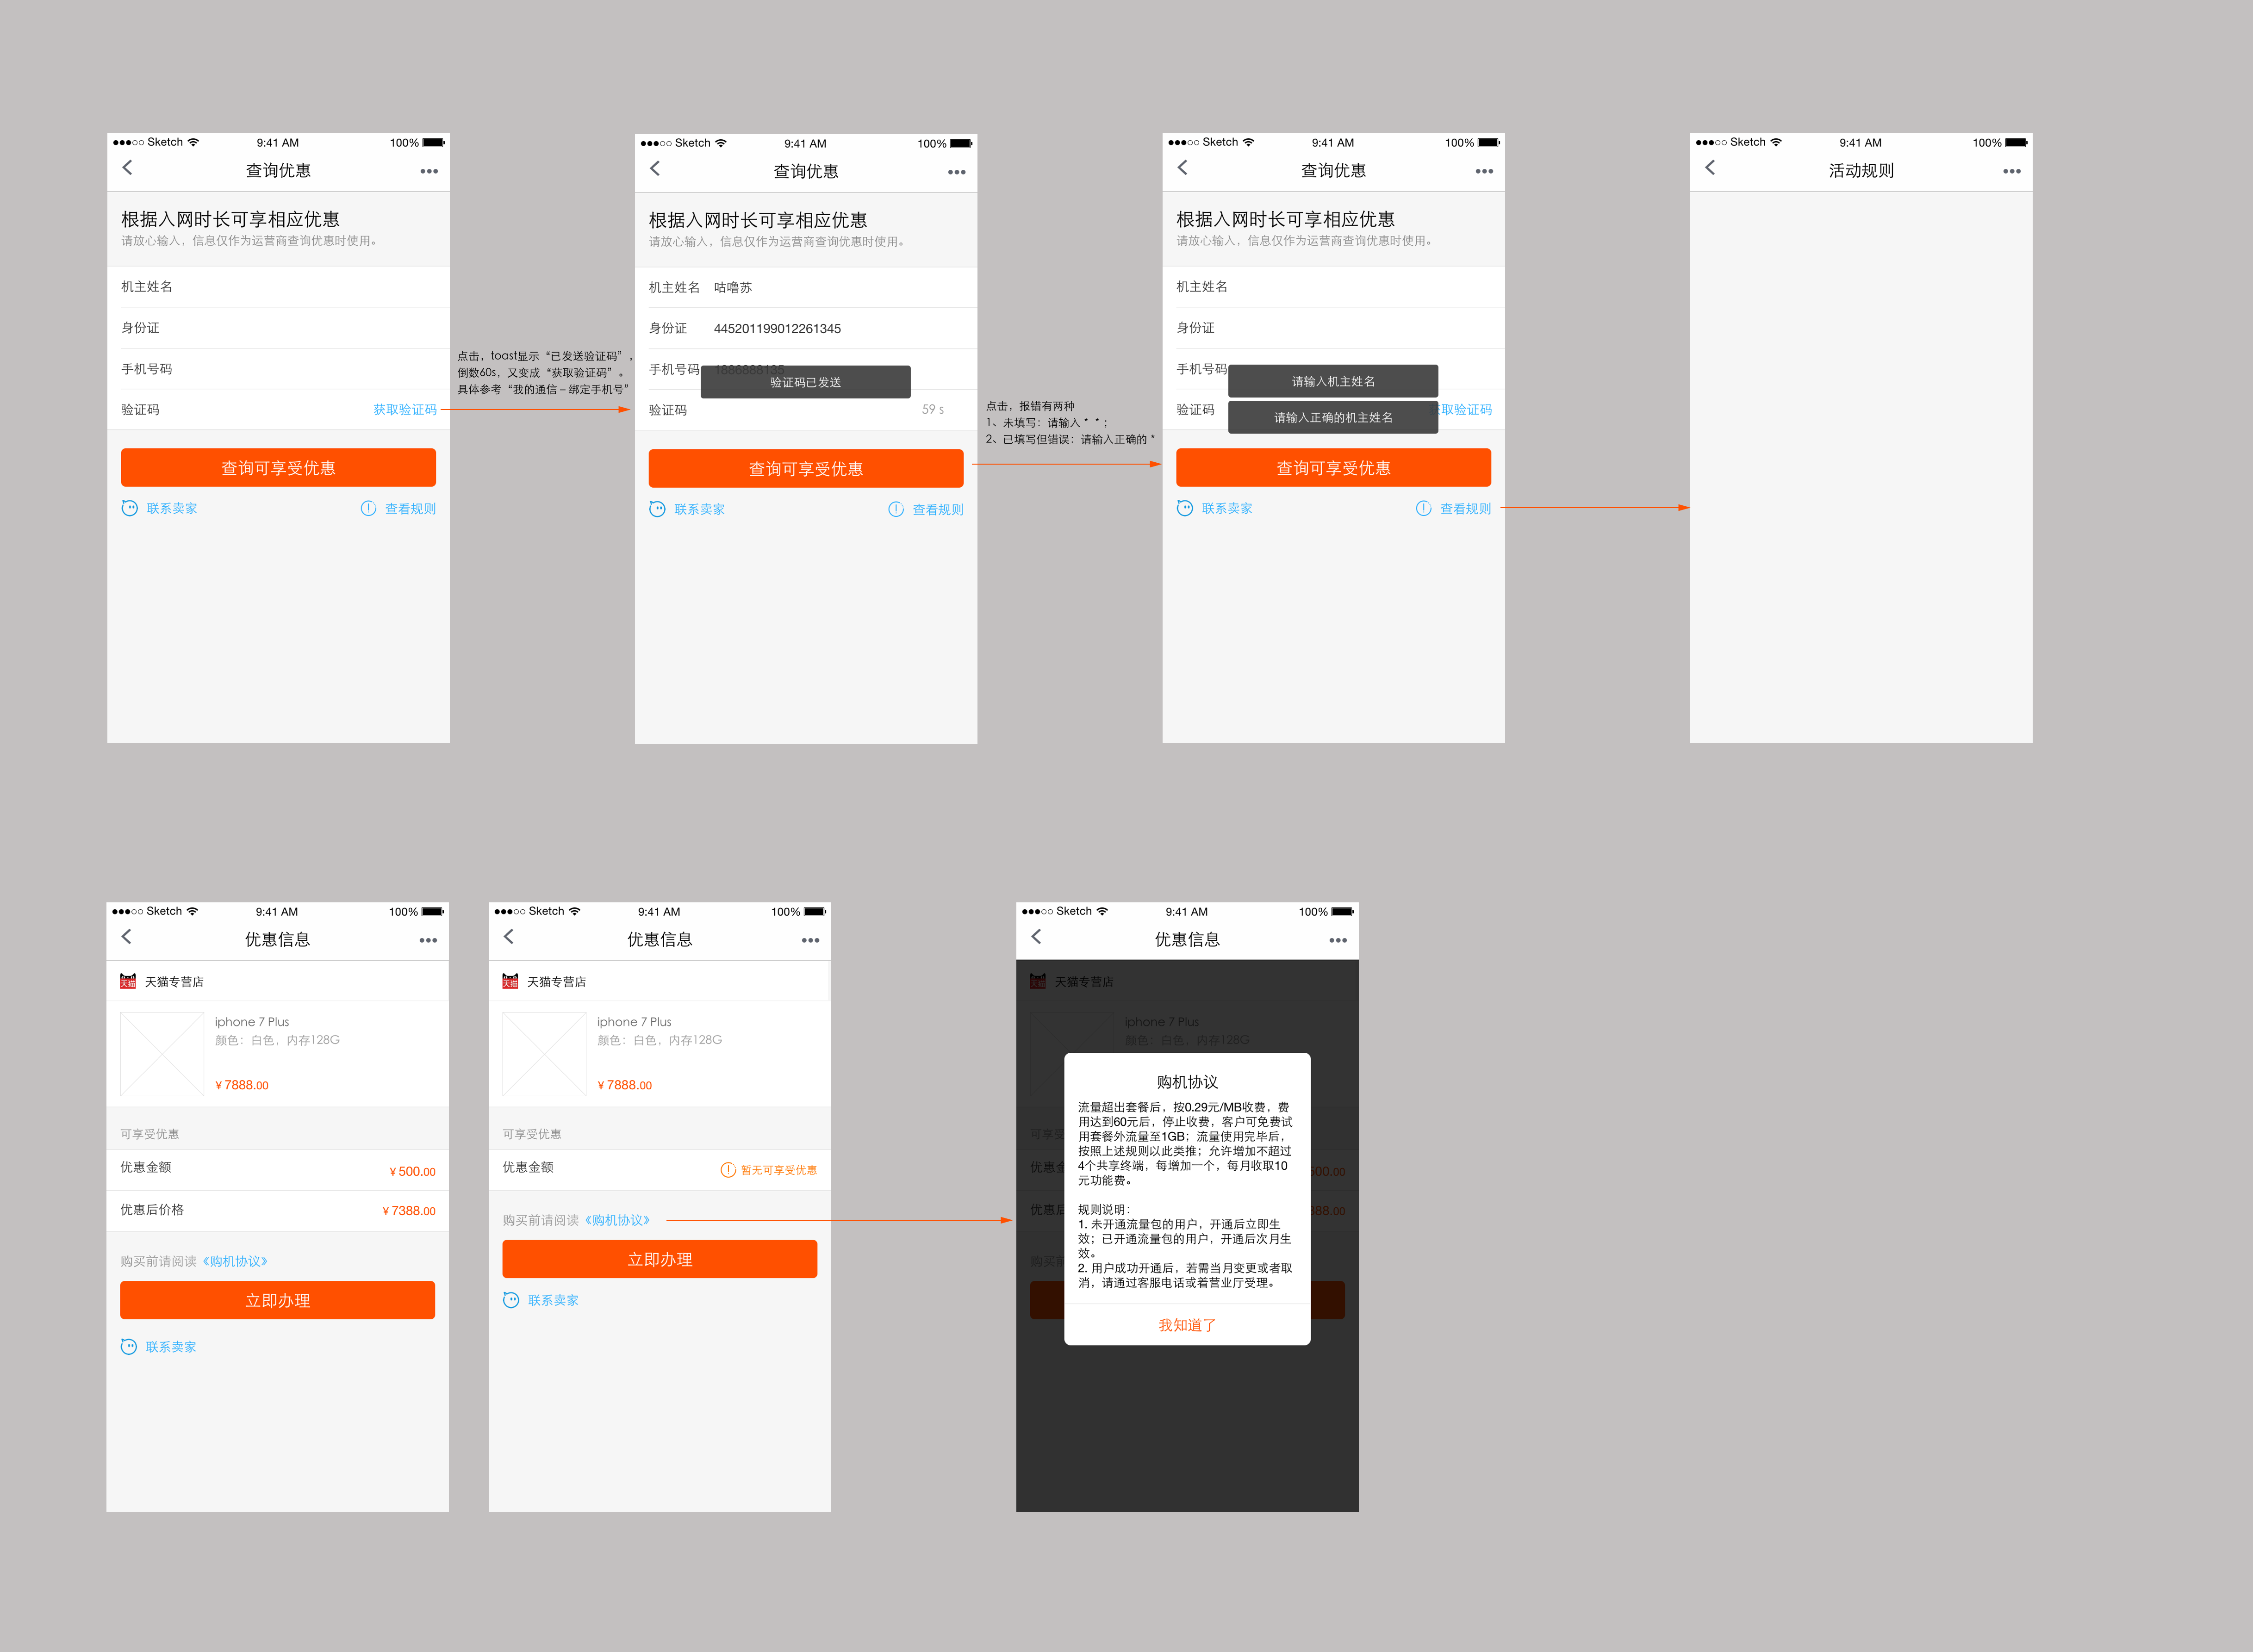 Sketch 9:41 AM 100%
查询优惠
根据入网时长可享相应优惠
请放心输入，信息仅作为运营商查询优惠时使用。
机主姓名
身份证
手机号码
验证码 获取验证码
查询可享受优惠
联系卖家 查看规则
点击，toast显示“已发送验证码”，
倒数60s，又变成“获取验证码”。
具体参考“我的通信－绑定手机号”
Sketch 9:41 AM 100%
查询优惠
根据入网时长可享相应优惠
请放心输入，信息仅作为运营商查询优惠时使用。
机主姓名 咕噜苏
身份证 445201199012261345
手机号码 1886888135
验证码已发送
验证码 59 s
查询可享受优惠
联系卖家 查看规则
点击，报错有两种
1、未填写：请输入＊＊；
2、已填写但错误：请输入正确的＊
Sketch 9:41 AM 100%
查询优惠
根据入网时长可享相应优惠
请放心输入，信息仅作为运营商查询优惠时使用。
机主姓名
身份证
手机号码
请输入机主姓名
验证码 取验证码
请输入正确的机主姓名
查询可享受优惠
联系卖家 查看规则
Sketch 9:41 AM 100%
活动规则
Sketch 9:41 AM 100%
优惠信息
天猫 天猫专营店
iphone 7 Plus
颜色：白色，内存128G
¥ 7888.00
可享受优惠
优惠金额 ¥ 500.00
优惠后价格 ¥ 7388.00
购买前请阅读《购机协议》
立即办理
联系卖家
Sketch 9:41 AM 100%
优惠信息
天猫 天猫专营店
iphone 7 Plus
颜色：白色，内存128G
¥ 7888.00
可享受优惠
优惠金额 暂无可享受优惠
购买前请阅读《购机协议》
立即办理
联系卖家
Sketch 9:41 AM 100%
优惠信息
天猫 天猫专营店
iphone 7 Plus
颜色：白色，内存128G
可享受
优惠金 500.00
优惠后 388.00
购买前
购机协议
流量超出套餐后，按0.29元/MB收费，费
用达到60元后，停止收费，客户可免费试
用套餐外流量至1GB；流量使用完毕后，
按照上述规则以此类推；允许增加不超过
4个共享终端，每增加一个，每月收取10
元功能费。
规则说明：
1. 未开通流量包的用户，开通后立即生
效；已开通流量包的用户，开通后次月生
效。
2. 用户成功开通后，若需当月变更或者取
消，请通过客服电话或着营业厅受理。
我知道了